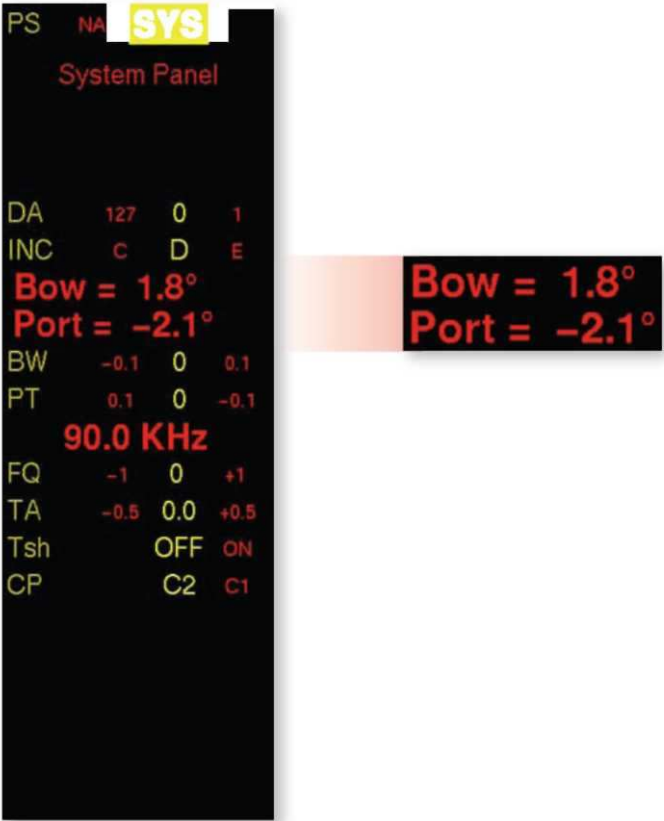 PS NA SYS
System Panel
DA 127 0 1
INC C D E
Bow = 1.8°
Port = −2.1°
BW −0.1 0 0.1
PT 0.1 0 −0.1
90.0 KHz
FQ −1 0 +1
TA −0.5 0.0 +0.5
Tsh OFF ON
CP C2 C1
Bow = 1.8°
Port = −2.1°